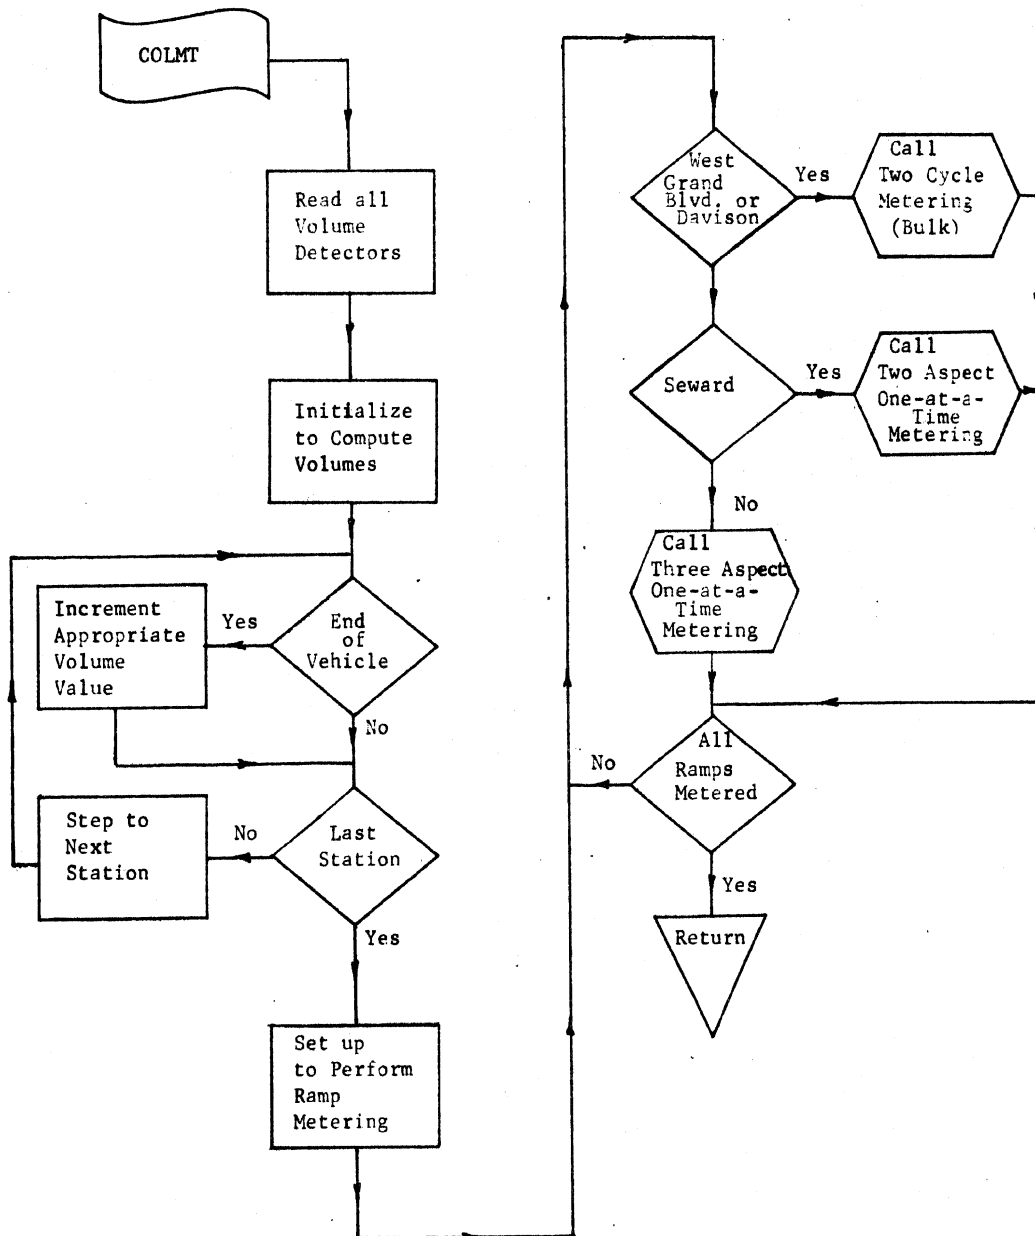 COLMT
Read all
Volume
Detectors
Initialize
to Compute
Volumes
End
of
Vehicle
Yes
No
Increment
Appropriate
Volume
Value
Last
Station
No
Yes
Step to
Next
Station
Set up
to Perform
Ramp
Metering
West
Grand
Blvd. or
Davison
Yes
Call
Two Cycle
Metering
(Bulk)
Seward
Yes
Call
Two Aspect
One-at-a-
Time
Metering
No
Call
Three Aspect
One-at-a-
Time
Metering
All
Ramps
Metered
No
Yes
Return